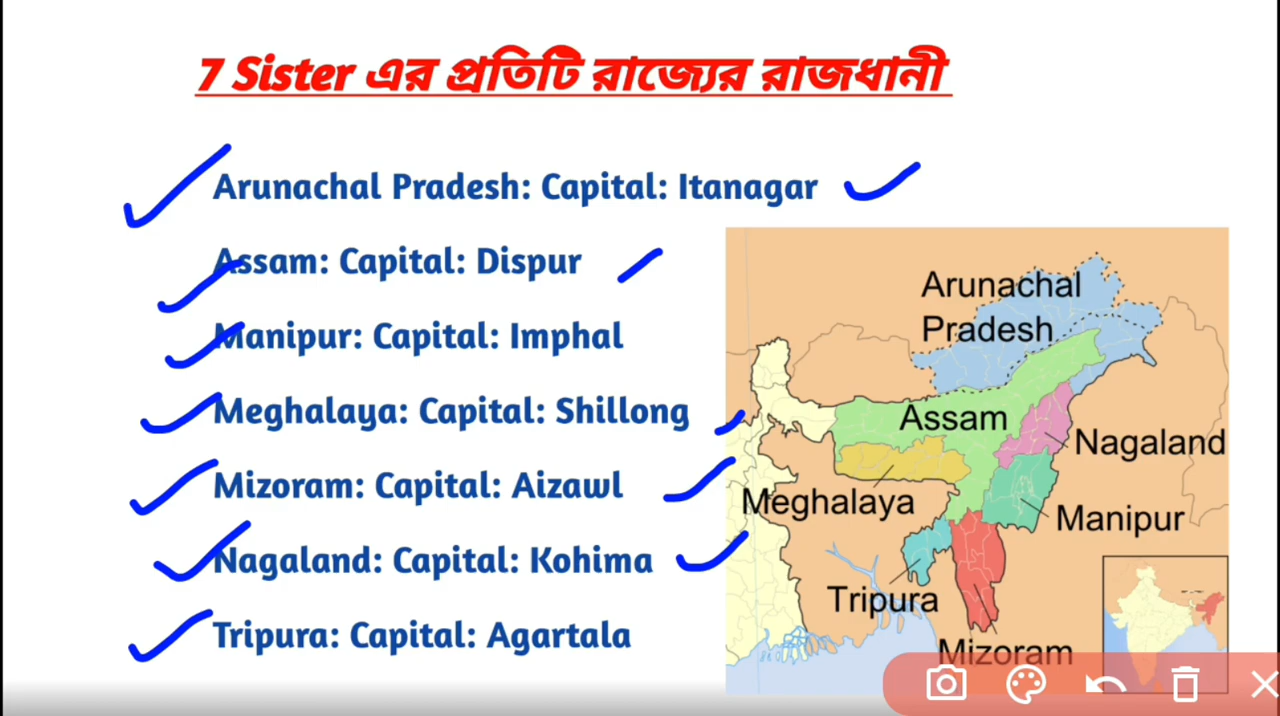 7 Sister এর প্রতিটি রাজ্যের রাজধানী
Arunachal Pradesh: Capital: Itanagar
Assam: Capital: Dispur
Manipur: Capital: Imphal
Meghalaya: Capital: Shillong
Mizoram: Capital: Aizawl
Nagaland: Capital: Kohima
Tripura: Capital: Agartala
Arunachal
Pradesh
Assam
Nagaland
Meghalaya
Manipur
Tripura
Mizoram